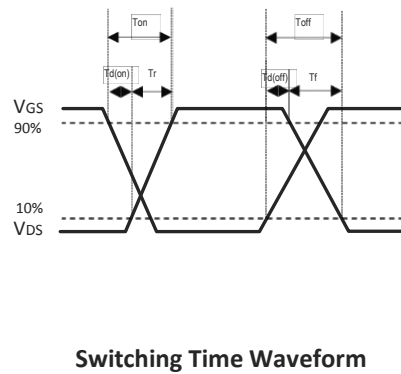 Ton
Toff
Td(on) Tr
Td(off) Tf
VGS
90%
10%
VDS
Switching Time Waveform